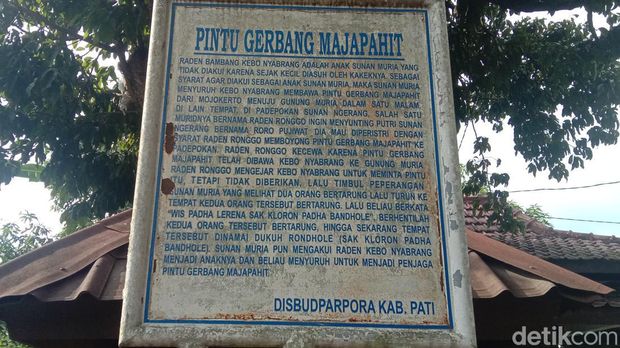 PINTU GERBANG MAJAPAHIT
RADEN BAMBANG KEBO NYABRANG ADALAH ANAK SUNAN MURIA YANG
TIDAK DIAKUI KARENA SEJAK KECIL DIASUH OLEH KAKEKNYA. SEBAGAI
SYARAT AGAR DIAKUI SEBAGAI ANAK SUNAN MURIA, MAKA SUNAN MURIA
MENYURUH KEBO NYABRANG MEMBAWA PINTU GERBANG MAJAPAHIT
DARI MOJOKERTO MENUJU GUNUNG MURIA DALAM SATU MALAM.
DI LAIN TEMPAT, DI PADEPOKAN SUNAN NGERANG, SALAH SATU
MURIDNYA BERNAMA RADEN RONGGO INGIN MENYUNTING PUTRI SUNAN
NGERANG BERNAMA RORO PUJIWAT. DIA MAU DIPERISTRI DENGAN
SYARAT RADEN RONGGO MEMBOYONG PINTU GERBANG MAJAPAHIT KE
PADEPOKAN. RADEN RONGGO KECEWA KARENA PINTU GERBANG
MAJAPAHIT TELAH DIBAWA KEBO NYABRANG KE GUNUNG MURIA.
RADEN RONGGO MENGEJAR KEBO NYABRANG UNTUK MEMINTA PINTU
TU, TETAPI TIDAK DIBERIKAN, LALU TIMBUL PEPERANGAN
SUNAN MURIA YANG MELIHAT DUA ORANG BERTARUNG LALU TURUN KE
TEMPAT KEDUA ORANG TERSEBUT BERTARUNG, LALU BELIAU BERKATA
"WIS PADHA LERENA SAK KLORON PADHA BANDHOLE". BERHENTILAH
KEDUA ORANG TERSEBUT BERTARUNG, HINGGA SEKARANG TEMPAT
TERSEBUT DINAMAI DUKUH RONDHOLE (SAK KLORON PADHA
BANDHOLE). SUNAN MURIA PUN MENGAKUI RADEN KEBO NYABRANG
MENJADI ANAKNYA DAN BELIAU MENYURUH UNTUK MENJADI PENJAGA
PINTU GERBANG MAJAPAHIT.
DISBUDPARPORA KAB. PATI
detikcom